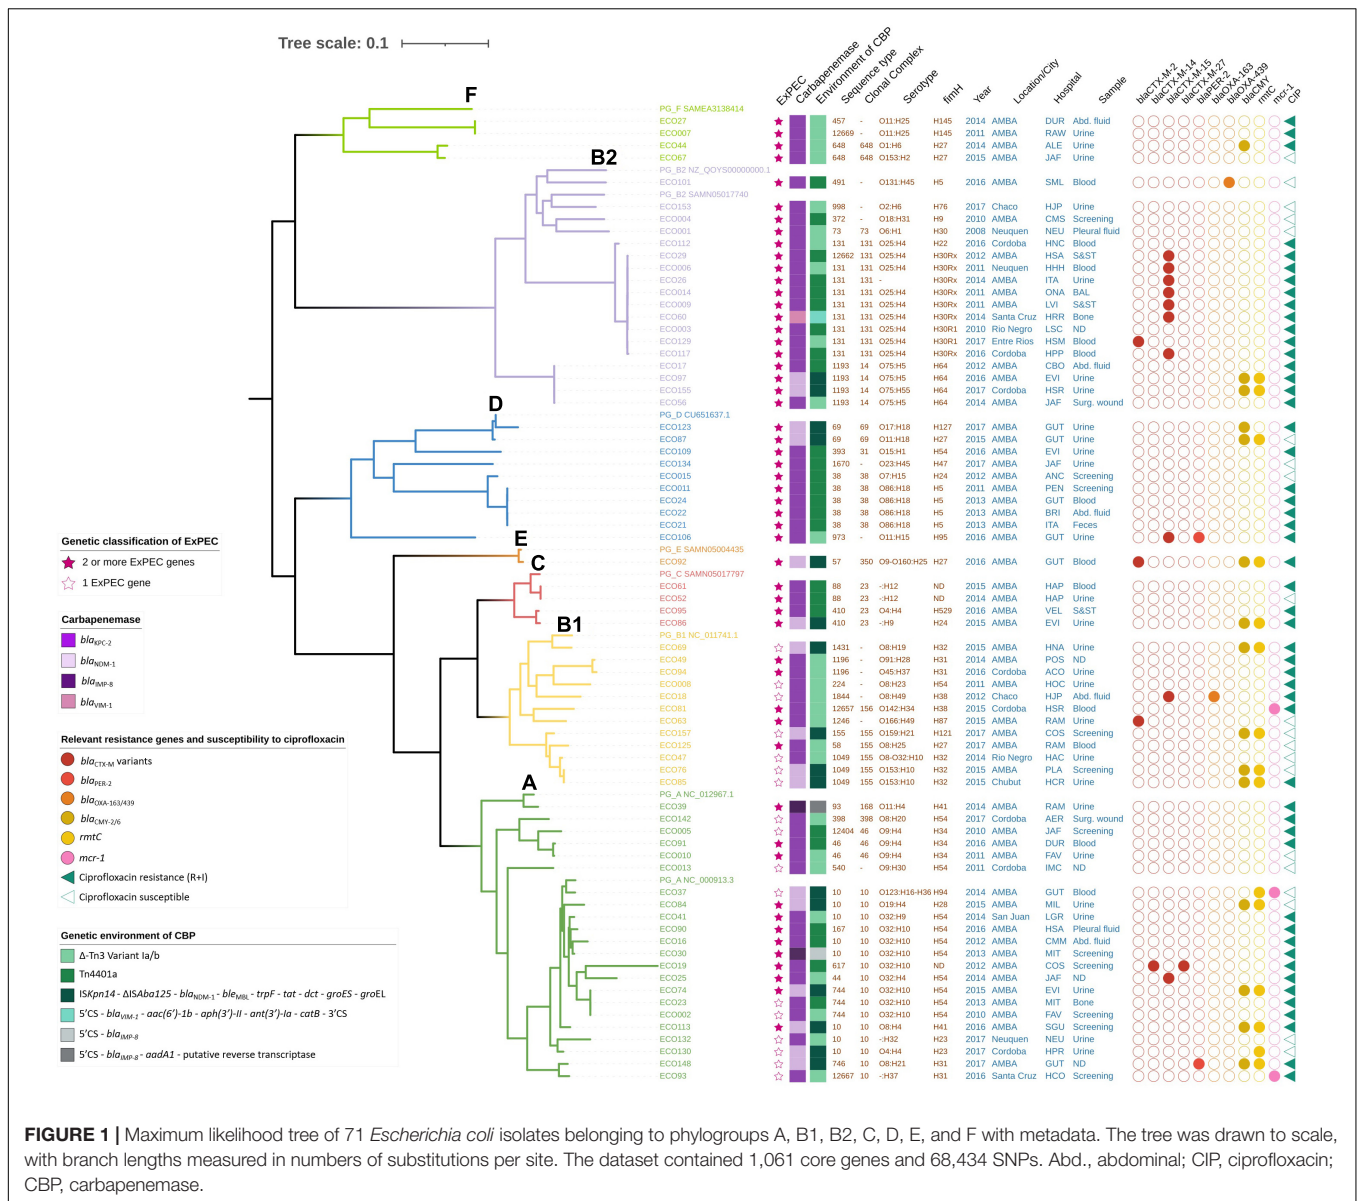 Tree scale: 0.1
ExPEC Carbapenemase Environment of CBP Sequence type Clonal Complex Serotype fimH Year Location/City Hospital Sample blaCTX-M-2 blaCTX-M-14 blaCTX-M-15 blaCTX-M-27 blaPER-2 blaOXA-163 blaOXA-439 blaCMY rmtC mcr-1 CIP
F
PG_F SAMEA3138414
ECO27 457 - O11:H25 H145 2014 AMBA DUR Abd. fluid
ECO007 12669 - O11:H25 H145 2011 AMBA RAW Urine
ECO44 648 648 O1:H6 H27 2014 AMBA ALE Urine
ECO67 648 648 O153:H2 H27 2015 AMBA JAF Urine
B2
PG_B2 NZ_QOYS00000000.1
ECO101 491 - O131:H45 H5 2016 AMBA SML Blood
PG_B2 SAMN05017740
ECO153 998 - O2:H6 H76 2017 Chaco HJP Urine
ECO004 372 - O18:H31 H9 2010 AMBA CMS Screening
ECO001 73 73 O6:H1 H30 2008 Neuquen NEU Pleural fluid
ECO112 131 131 O25:H4 H22 2016 Cordoba HNC Blood
ECO29 12662 131 O25:H4 H30Rx 2012 AMBA HSA S&ST
ECO006 131 131 O25:H4 H30Rx 2011 Neuquen HHH Blood
ECO26 131 131 - H30Rx 2014 AMBA ITA Urine
ECO014 131 131 O25:H4 H30Rx 2011 AMBA ONA BAL
ECO009 131 131 O25:H4 H30Rx 2011 AMBA LVI S&ST
ECO60 131 131 O25:H4 H30Rx 2014 Santa Cruz HRR Bone
ECO003 131 131 O25:H4 H30R1 2010 Rio Negro LSC ND
ECO129 131 131 O25:H4 H30R1 2017 Entre Rios HSM Blood
ECO117 131 131 O25:H4 H30Rx 2016 Cordoba HPP Blood
ECO17 1193 14 O75:H5 H64 2012 AMBA CBO Abd. fluid
ECO97 1193 14 O75:H5 H64 2016 AMBA EVI Urine
ECO155 1193 14 O75:H55 H64 2017 Cordoba HSR Urine
ECO56 1193 14 O75:H5 H64 2014 AMBA JAF Surg. wound
D
PG_D CU651637.1
ECO123 69 69 O17:H18 H127 2017 AMBA GUT Urine
ECO87 69 69 O11:H18 H27 2015 AMBA GUT Urine
ECO109 393 31 O15:H1 H54 2016 AMBA EVI Urine
ECO134 1670 - O23:H45 H47 2017 AMBA JAF Urine
ECO015 38 38 O7:H15 H24 2012 AMBA ANC Screening
ECO011 38 38 O86:H18 H5 2011 AMBA PEN Screening
ECO24 38 38 O86:H18 H5 2013 AMBA GUT Blood
ECO22 38 38 O86:H18 H5 2013 AMBA BRI Abd. fluid
ECO21 38 38 O86:H18 H5 2013 AMBA ITA Feces
ECO106 973 - O11:H15 H95 2016 AMBA GUT Urine
E
PG_E SAMN05004435
ECO92 57 350 O9-O160:H25 H27 2016 AMBA GUT Blood
C
PG_C SAMN05017797
ECO61 88 23 -:H12 ND 2015 AMBA HAP Blood
ECO52 88 23 -:H12 ND 2014 AMBA HAP Urine
ECO95 410 23 O4:H4 H529 2016 AMBA VEL S&ST
ECO86 410 23 -:H9 H24 2015 AMBA EVI Urine
B1
PG_B1 NC_011741.1
ECO69 1431 - O8:H19 H32 2015 AMBA HNA Urine
ECO49 1196 - O91:H28 H31 2014 AMBA POS ND
ECO94 1196 - O45:H37 H31 2016 Cordoba ACO Urine
ECO008 224 - O8:H23 H54 2011 AMBA HOC Urine
ECO18 1844 - O8:H49 H38 2012 Chaco HJP Abd. fluid
ECO81 12657 156 O142:H34 H38 2015 Cordoba HSR Blood
ECO63 1246 - O166:H49 H87 2015 AMBA RAM Urine
ECO157 155 155 O159:H21 H121 2017 AMBA COS Screening
ECO125 58 155 O8:H25 H27 2017 AMBA RAM Blood
ECO47 1049 155 O8-O32:H10 H32 2014 Rio Negro HAC Urine
ECO76 1049 155 O153:H10 H32 2015 AMBA PLA Screening
ECO65 1049 155 O153:H10 H32 2015 Chubut HCR Urine
A
PG_A NC_012967.1
ECO39 93 168 O11:H4 H41 2014 AMBA RAM Urine
ECO142 398 398 O8:H20 H54 2017 Cordoba AER Surg. wound
ECO005 12404 46 O9:H4 H34 2010 AMBA JAF Screening
ECO91 46 46 O9:H4 H34 2016 Cordoba DUR Blood
ECO010 46 46 O9:H4 H34 2011 AMBA FAV Urine
ECO013 540 - O9:H30 H54 2011 Cordoba IMC ND
PG_A NC_000913.3
ECO37 10 10 O123:H16-H36 H94 2014 AMBA GUT Blood
ECO84 10 10 O19:H4 H28 2015 AMBA MIL Urine
ECO41 10 10 O32:H9 H54 2014 San Juan LGR Urine
ECO90 167 10 O32:H10 H54 2016 AMBA HSA Pleural fluid
ECO16 10 10 O32:H10 H54 2012 AMBA CMM Abd. fluid
ECO30 10 10 O32:H10 H54 2013 AMBA MIT Screening
ECO19 617 10 O32:H10 ND 2012 AMBA COS Screening
ECO25 44 10 O32:H4 H54 2014 AMBA JAF ND
ECO74 744 10 O32:H10 H54 2015 AMBA EVI Urine
ECO23 744 10 O32:H10 H54 2013 AMBA MIT Bone
ECO002 744 10 O32:H10 H54 2010 AMBA FAV Screening
ECO113 10 10 O8:H4 H41 2016 AMBA SGU Screening
ECO132 10 10 -:H32 H23 2017 Neuquen NEU Urine
ECO130 10 10 O4:H4 H23 2017 Cordoba HPR Urine
ECO148 746 10 O8:H21 H31 2017 AMBA GUT ND
ECO93 12667 10 -:H37 H31 2016 Santa Cruz HCO Screening
Genetic classification of ExPEC
2 or more ExPEC genes
1 ExPEC gene
Carbapenemase
blaKPC-2
blaNDM-1
blaIMP-8
blaVIM-1
Relevant resistance genes and susceptibility to ciprofloxacin
blaCTX-M variants
blaPER-2
blaOXA-163/439
blaCMY-2/6
rmtC
mcr-1
Ciprofloxacin resistance (R+I)
Ciprofloxacin susceptible
Genetic environment of CBP
Δ-Tn3 Variant Ia/b
Tn4401a
ISKpn14 - ΔISAba125 - blaNDM-1 - bleMBL - trpF - tat - dct - groES - groEL
5'CS - blaVIM-1 - aac(6')-1b - aph(3')-II - ant(3')-Ia - catB - 3'CS
5'CS - blaIMP-8
5'CS - blaIMP-8 - aadA1 - putative reverse transcriptase
FIGURE 1 | Maximum likelihood tree of 71 Escherichia coli isolates belonging to phylogroups A, B1, B2, C, D, E, and F with metadata. The tree was drawn to scale,
with branch lengths measured in numbers of substitutions per site. The dataset contained 1,061 core genes and 68,434 SNPs. Abd., abdominal; CIP, ciprofloxacin;
CBP, carbapenemase.